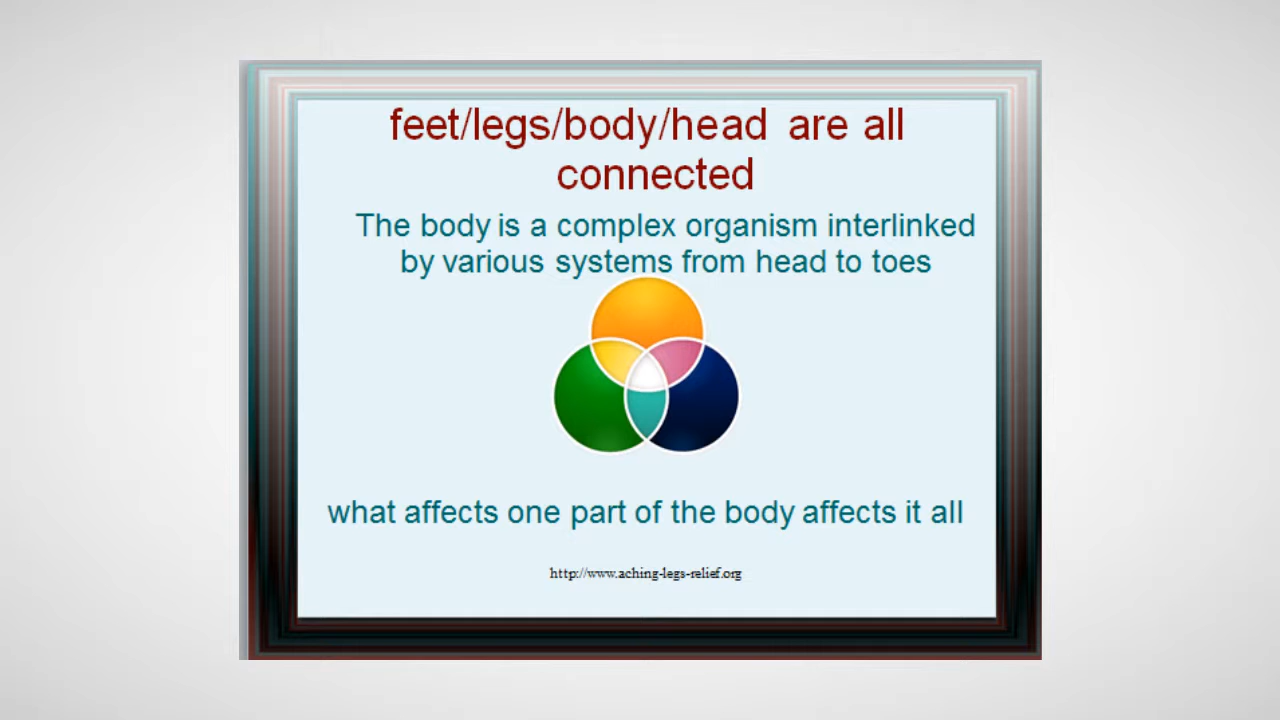 feet/legs/body/head are all
connected
The body is a complex organism interlinked
by various systems from head to toes
what affects one part of the body affects it all
http://www.aching-legs-relief.org